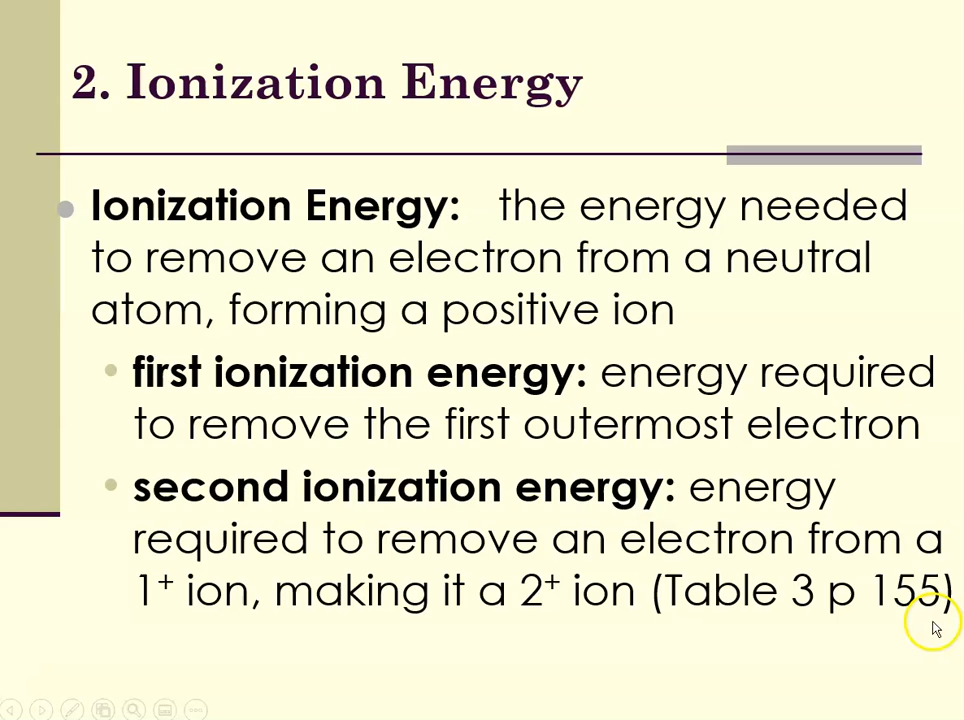 2. Ionization Energy
Ionization Energy: the energy needed
to remove an electron from a neutral
atom, forming a positive ion
first ionization energy: energy required
to remove the first outermost electron
second ionization energy: energy
required to remove an electron from a
1⁺ ion, making it a 2⁺ ion (Table 3 p 155)